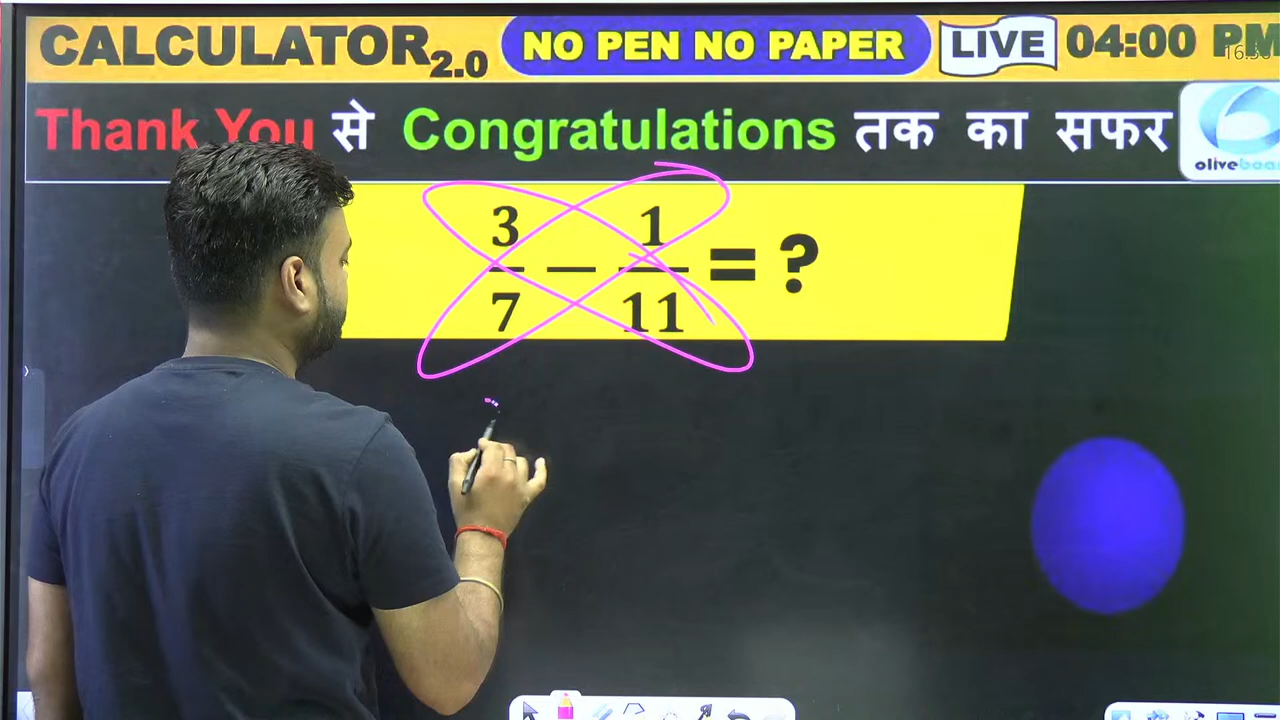 CALCULATOR2.0 NO PEN NO PAPER LIVE 04:00 PM
Thank You से Congratulations तक का सफर
3/7 − 1/11 = ?